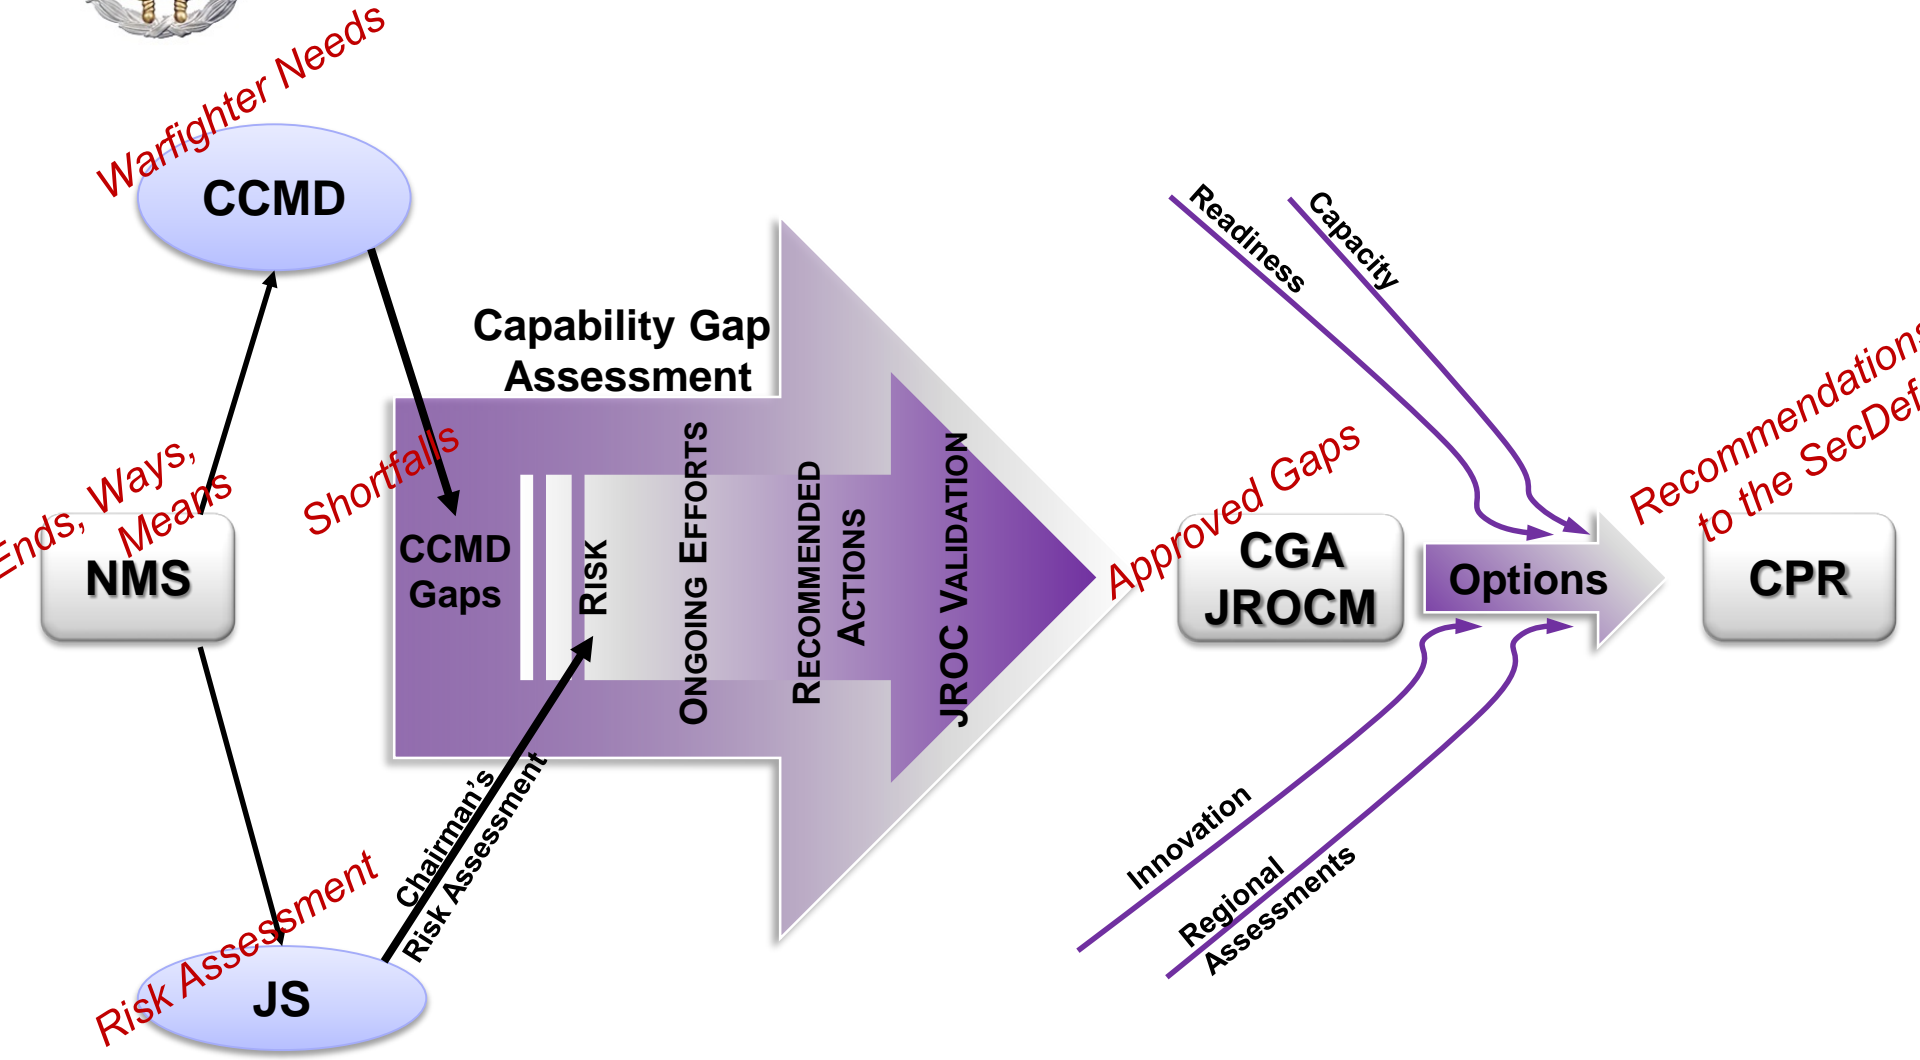 Warfighter Needs
CCMD
Capability Gap
Assessment
Readiness
Capacity
Ends, Ways,
Means
NMS
Shortfalls
CCMD
Gaps
RISK
ONGOING EFFORTS
RECOMMENDED
ACTIONS
JROC VALIDATION
Approved Gaps
CGA
JROCM
Options
Recommendations
to the SecDef
CPR
Chairman's
Risk Assessment
Risk Assessment
JS
Innovation
Regional
Assessments